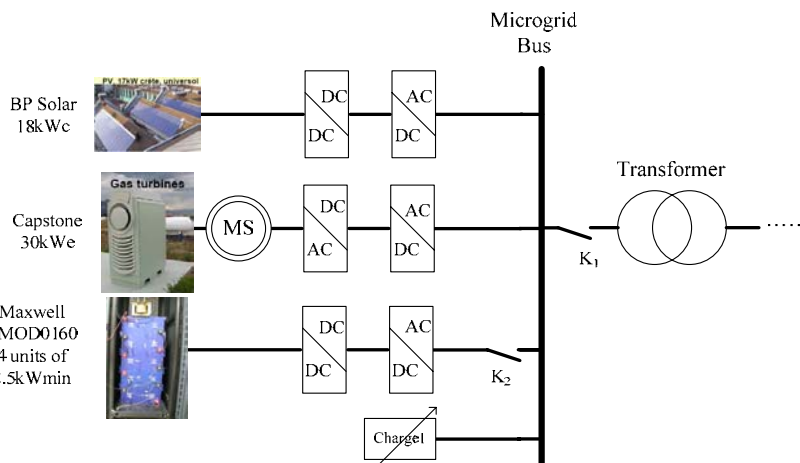 Microgrid
Bus
BP Solar
18kWc
PV, 17kW crête, universol
DC
DC
AC
DC
Transformer
Capstone
30kWe
Gas turbines
MS
DC
AC
AC
DC
K1
.....
Maxwell
MOD0160
4 units of
.5kWmin
DC
DC
AC
DC
K2
Charge1